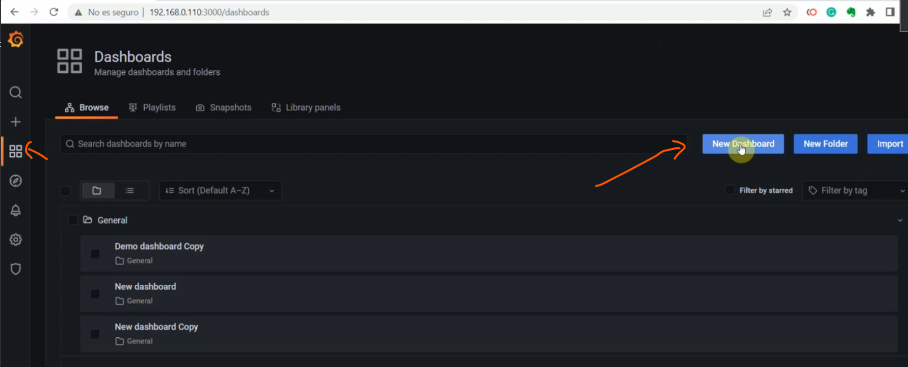 No es seguro | 192.168.0.110:3000/dashboards
Dashboards
Manage dashboards and folders
Browse Playlists Snapshots Library panels
Search dashboards by name New Dashboard New Folder Import
Sort (Default A–Z) Filter by starred Filter by tag
General
Demo dashboard Copy
General
New dashboard
General
New dashboard Copy
General